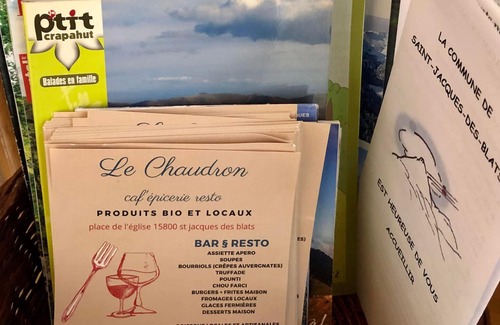 p'tit
crapahut
Balades en famille
Le Chaudron
caf'épicerie resto
PRODUITS BIO ET LOCAUX
place de l'église 15800 st jacques des blats
BAR § RESTO
ASSIETTE APERO
SOUPES
BOURRIOLS (CRÊPES AUVERGNATES)
TRUFFADE
POUNTI
CHOU FARCI
BURGERS + FRITES MAISON
FROMAGES LOCAUX
GLACES FERMIÈRES
DESSERTS MAISON
LA COMMUNE DE
SAINT-JACQUES-DES-BLATS
EST HEUREUSE DE VOUS
ACCUEILLIR